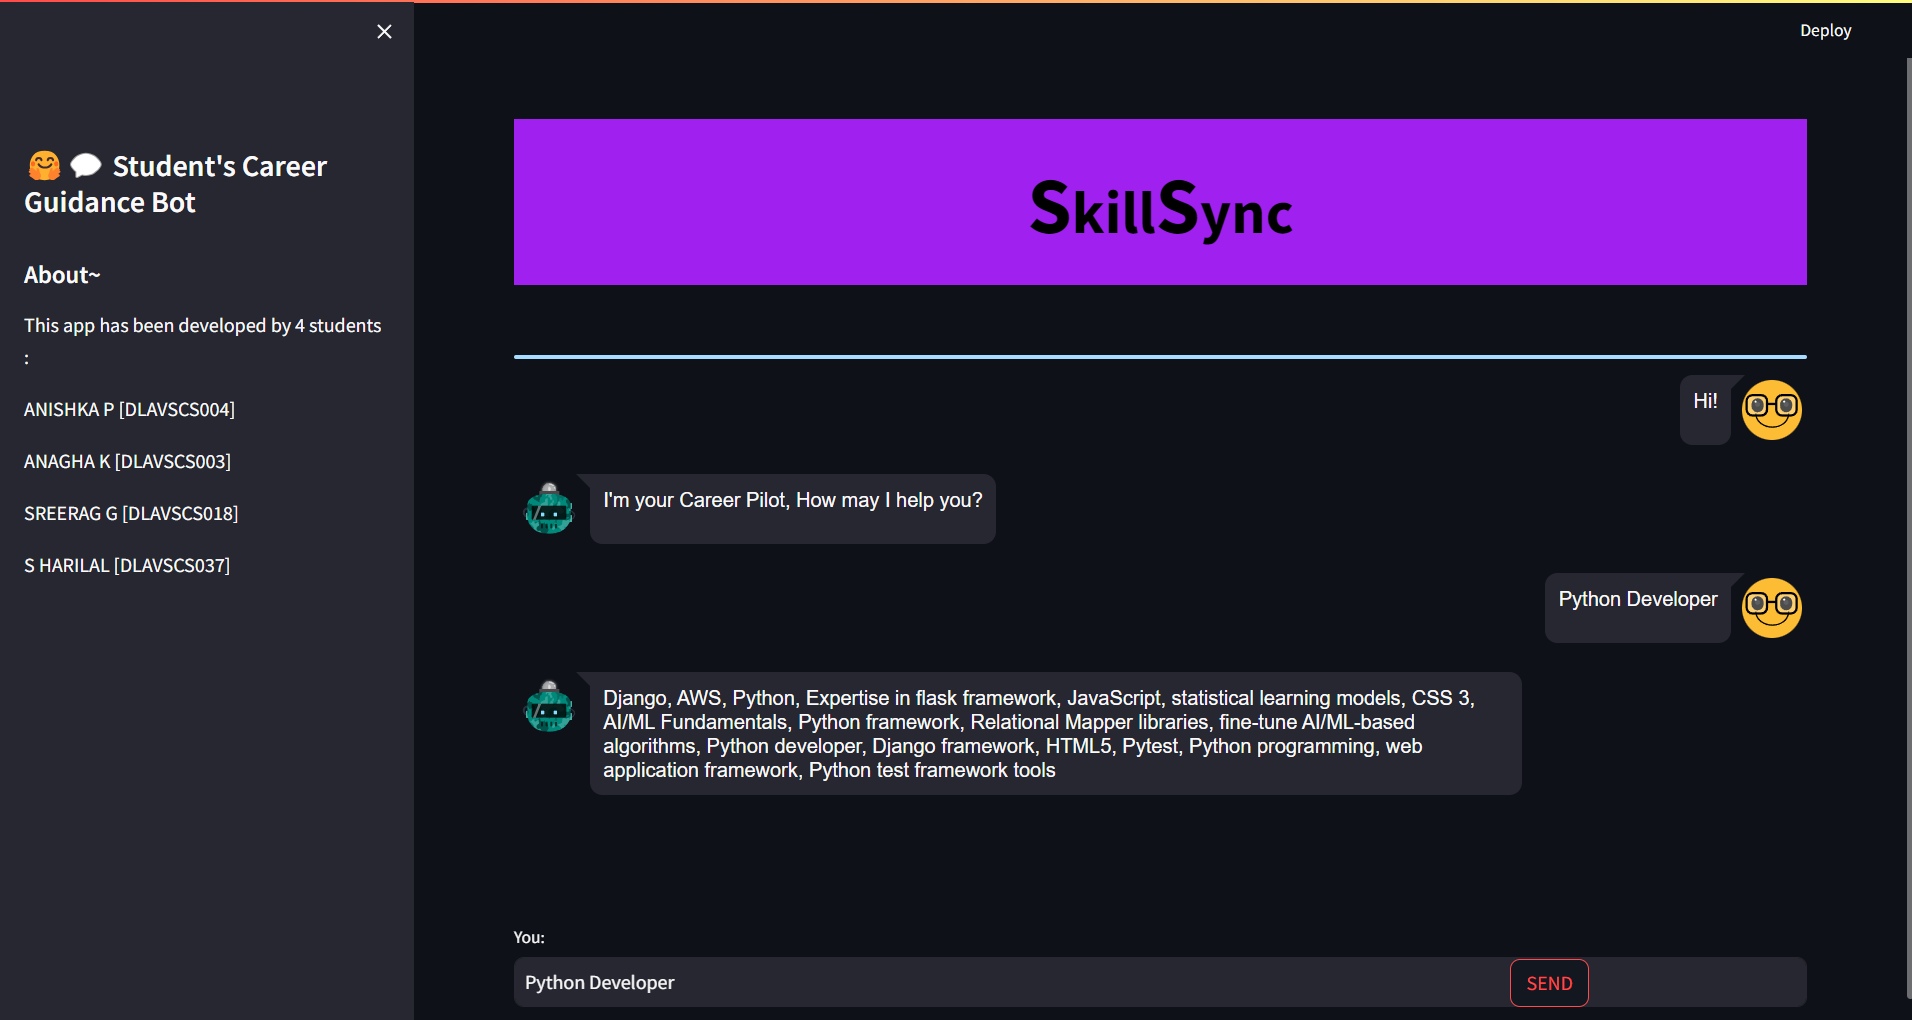 Deploy
🤗💬 Student's Career
Guidance Bot
About~
This app has been developed by 4 students
:
ANISHKA P [DLAVSCS004]
ANAGHA K [DLAVSCS003]
SREERAG G [DLAVSCS018]
S HARILAL [DLAVSCS037]
SkillSync
Hi!
I'm your Career Pilot, How may I help you?
Python Developer
Django, AWS, Python, Expertise in flask framework, JavaScript, statistical learning models, CSS 3,
AI/ML Fundamentals, Python framework, Relational Mapper libraries, fine-tune AI/ML-based
algorithms, Python developer, Django framework, HTML5, Pytest, Python programming, web
application framework, Python test framework tools
You:
Python Developer
SEND